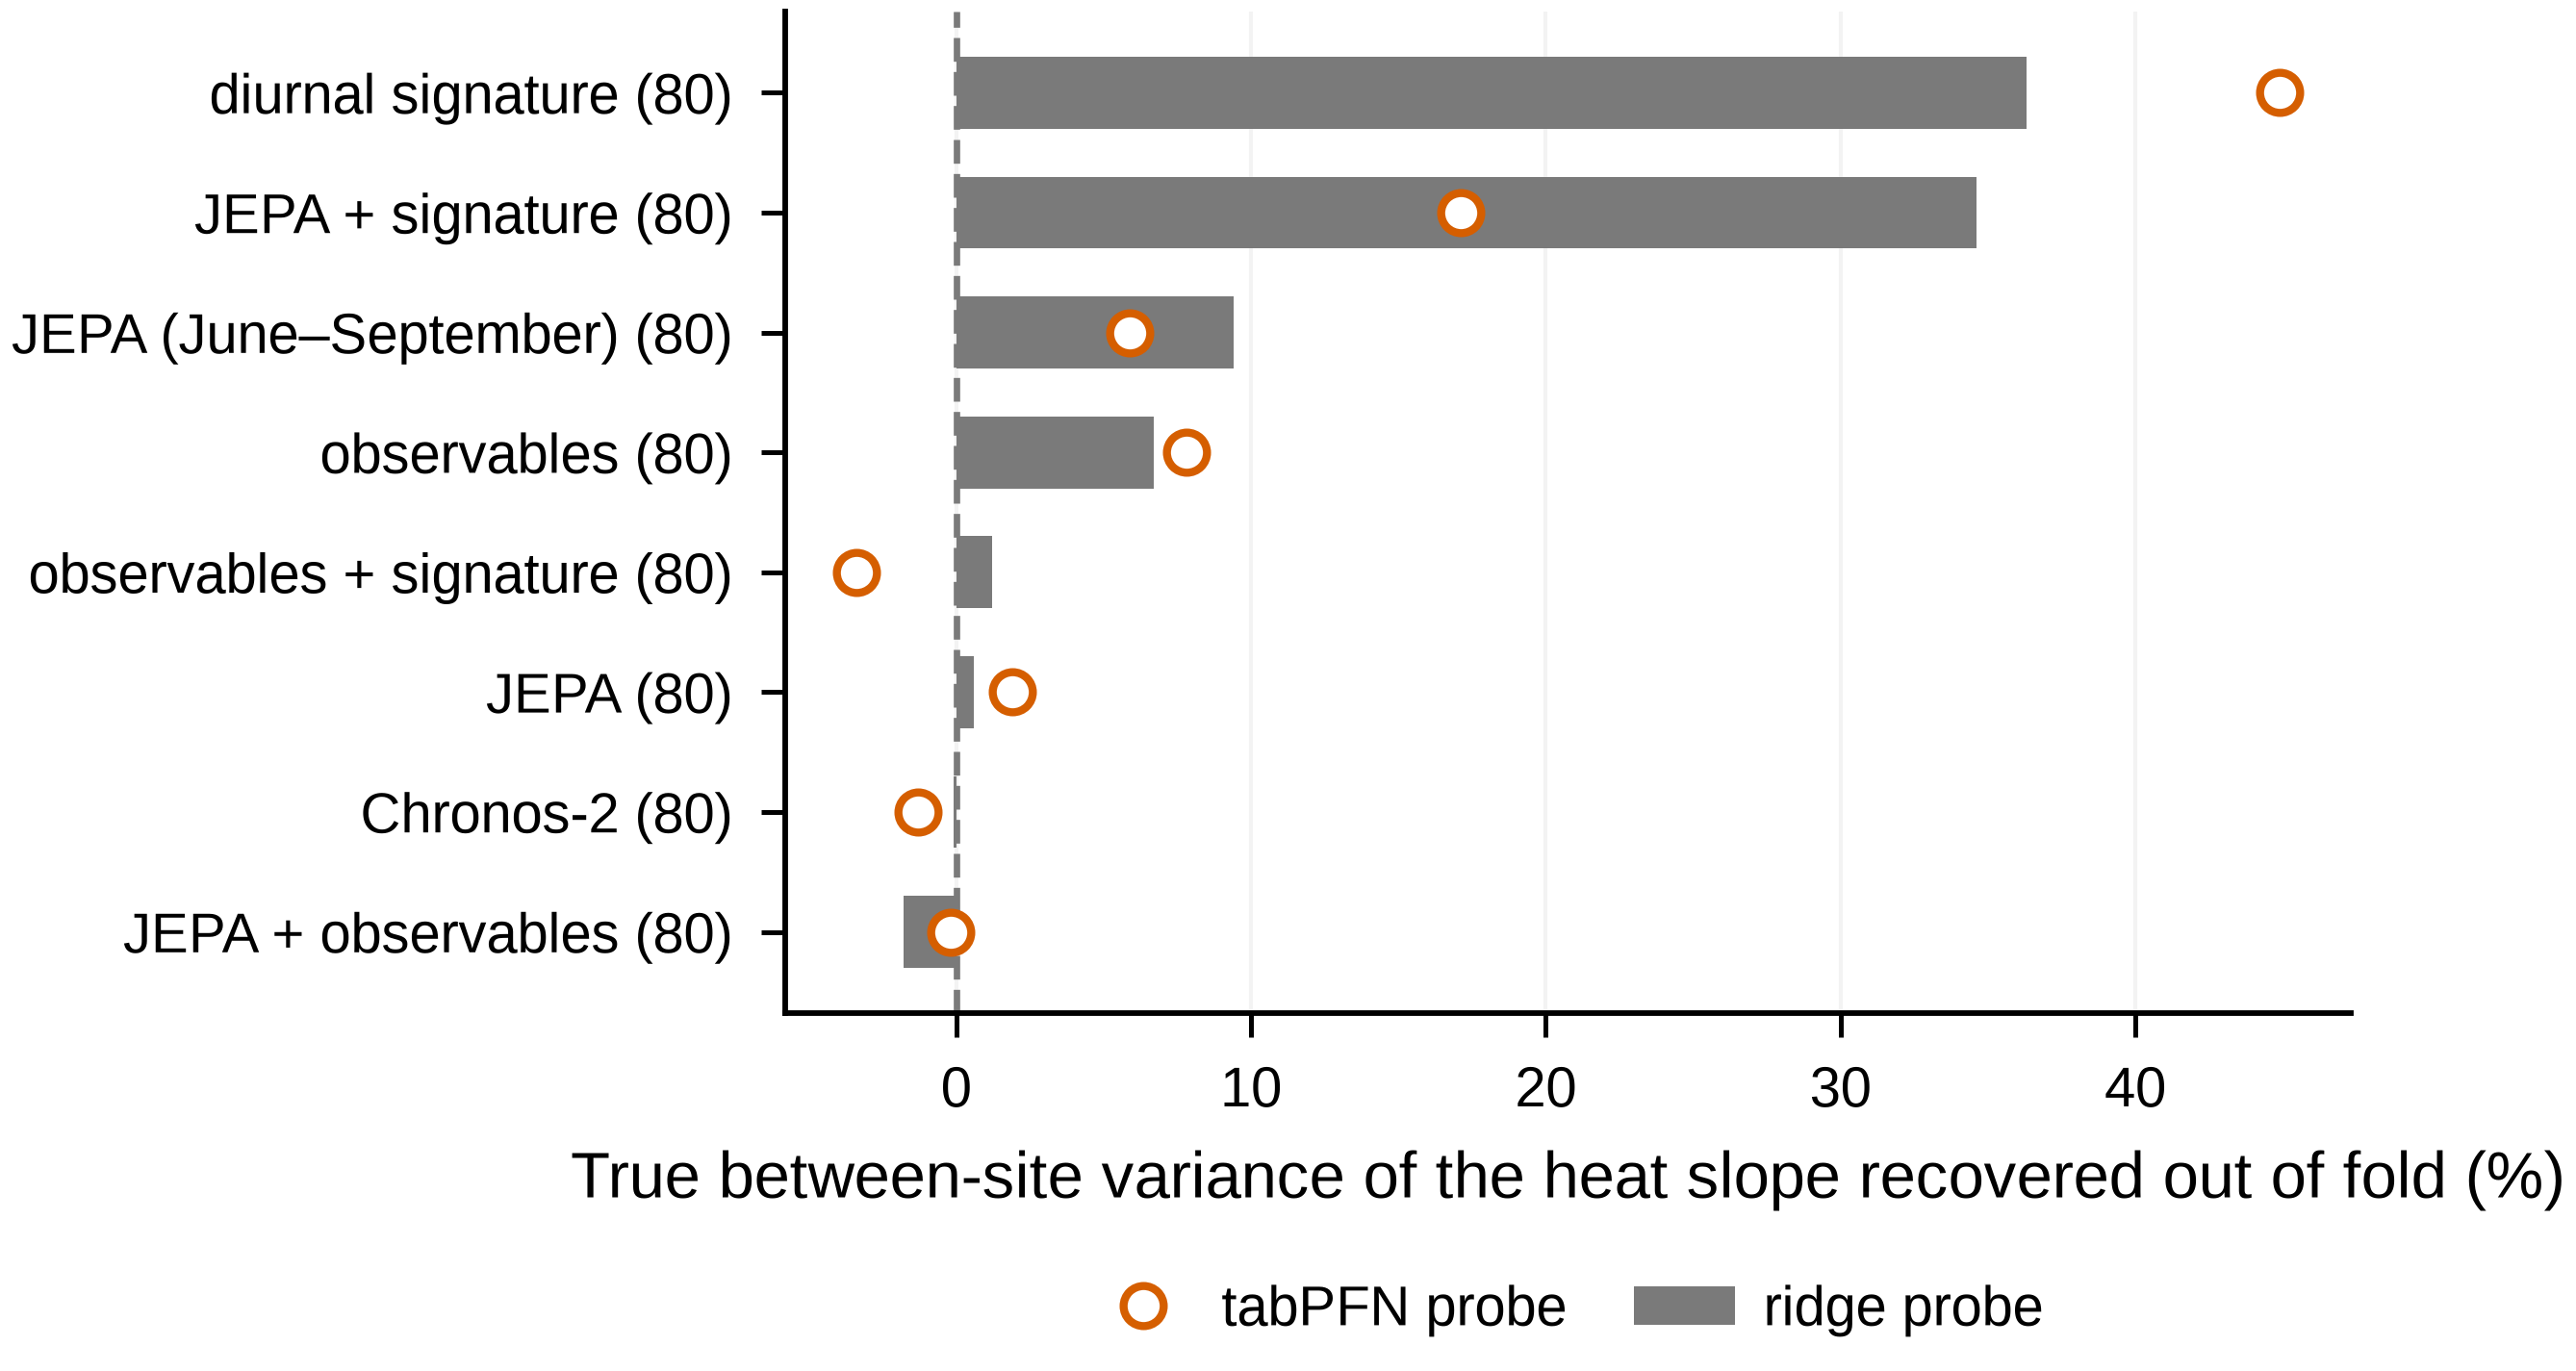 diurnal signature (80)
JEPA + signature (80)
JEPA (June–September) (80)
observables (80)
observables + signature (80)
JEPA (80)
Chronos-2 (80)
JEPA + observables (80)
0 10 20 30 40
True between-site variance of the heat slope recovered out of fold (%)
tabPFN probe ridge probe